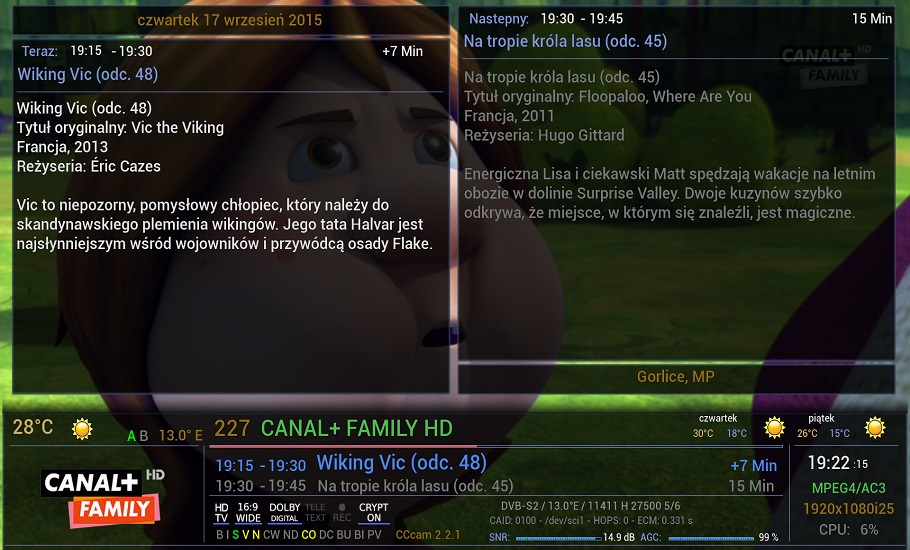 czwartek 17 wrzesień 2015
Teraz: 19:15 - 19:30 +7 Min
Wiking Vic (odc. 48)
Wiking Vic (odc. 48)
Tytuł oryginalny: Vic the Viking
Francja, 2013
Reżyseria: Éric Cazes
Vic to niepozorny, pomysłowy chłopiec, który należy do
skandynawskiego plemienia wikingów. Jego tata Halvar jest
najsłynniejszym wśród wojowników i przywódcą osady Flake.
Nastepny: 19:30 - 19:45 15 Min
Na tropie króla lasu (odc. 45)
CANAL+ HD
FAMILY
Na tropie króla lasu (odc. 45)
Tytuł oryginalny: Floopaloo, Where Are You
Francja, 2011
Reżyseria: Hugo Gittard
Energiczna Lisa i ciekawski Matt spędzają wakacje na letnim
obozie w dolinie Surprise Valley. Dwoje kuzynów szybko
odkrywa, że miejsce, w którym się znaleźli, jest magiczne.
Gorlice, MP
28°C A B 13.0° E 227 CANAL+ FAMILY HD
czwartek
30°C 18°C
piątek
26°C 15°C
CANAL+ HD
FAMILY
19:15 - 19:30 Wiking Vic (odc. 48) +7 Min
19:30 - 19:45 Na tropie króla lasu (odc. 45) 15 Min
HD TV 16:9 WIDE DOLBY DIGITAL TELE TEXT REC CRYPT ON
B I S V N CW ND CO DC BU BI PV CCcam 2.2.1
DVB-S2 / 13.0°E / 11411 H 27500 5/6
CAID: 0100 - /dev/sci1 - HOPS: 0 - ECM: 0.331 s
SNR: 14.9 dB AGC: 99 %
19:22 :15
MPEG4/AC3
1920x1080i25
CPU: 6%